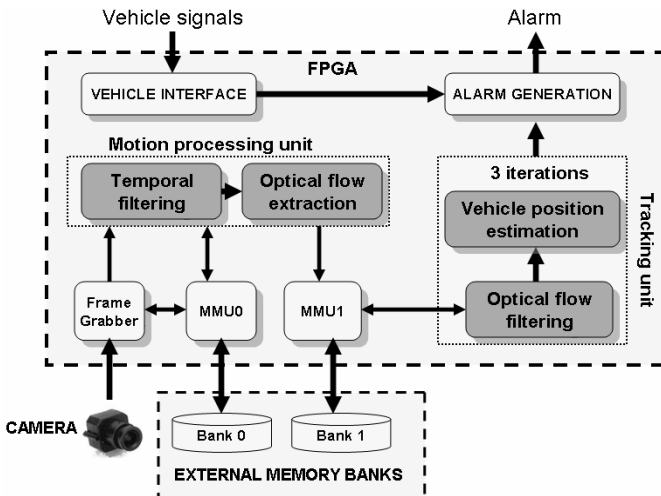 Vehicle signals
Alarm
FPGA
VEHICLE INTERFACE
ALARM GENERATION
Motion processing unit
Temporal
filtering
Optical flow
extraction
3 iterations
Vehicle position
estimation
Optical flow
filtering
Tracking unit
Frame
Grabber
MMU0
MMU1
CAMERA
Bank 0
Bank 1
EXTERNAL MEMORY BANKS